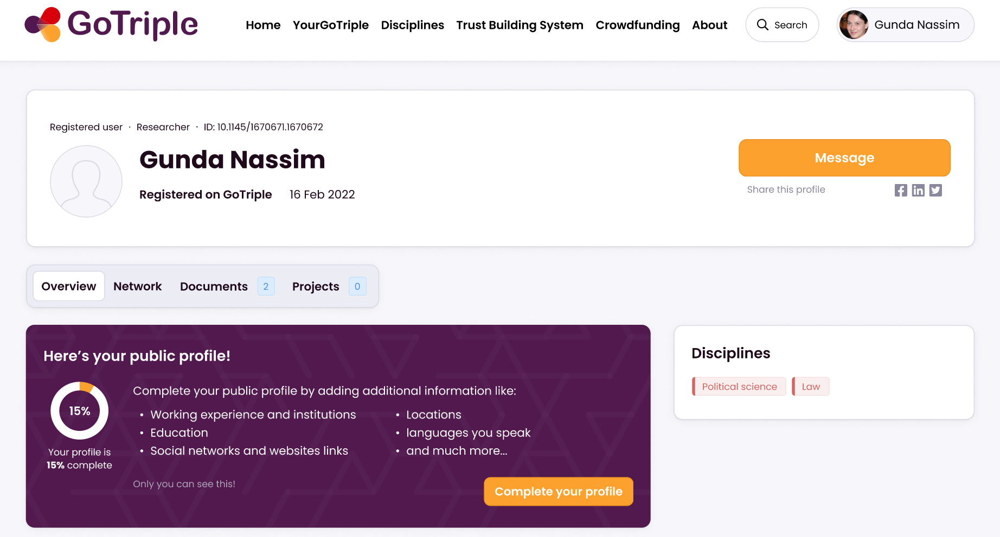 GoTriple
Home YourGoTriple Disciplines Trust Building System Crowdfunding About Search Gunda Nassim
Registered user · Researcher · ID: 10.1145/1670671.1670672
Gunda Nassim
Registered on GoTriple 16 Feb 2022
Message
Share this profile
Overview Network Documents 2 Projects 0
Here’s your public profile!
15%
Your profile is
15% complete
Complete your public profile by adding additional information like:
• Working experience and institutions
• Education
• Social networks and websites links
• Locations
• languages you speak
• and much more...
Only you can see this!
Complete your profile
Disciplines
Political science Law